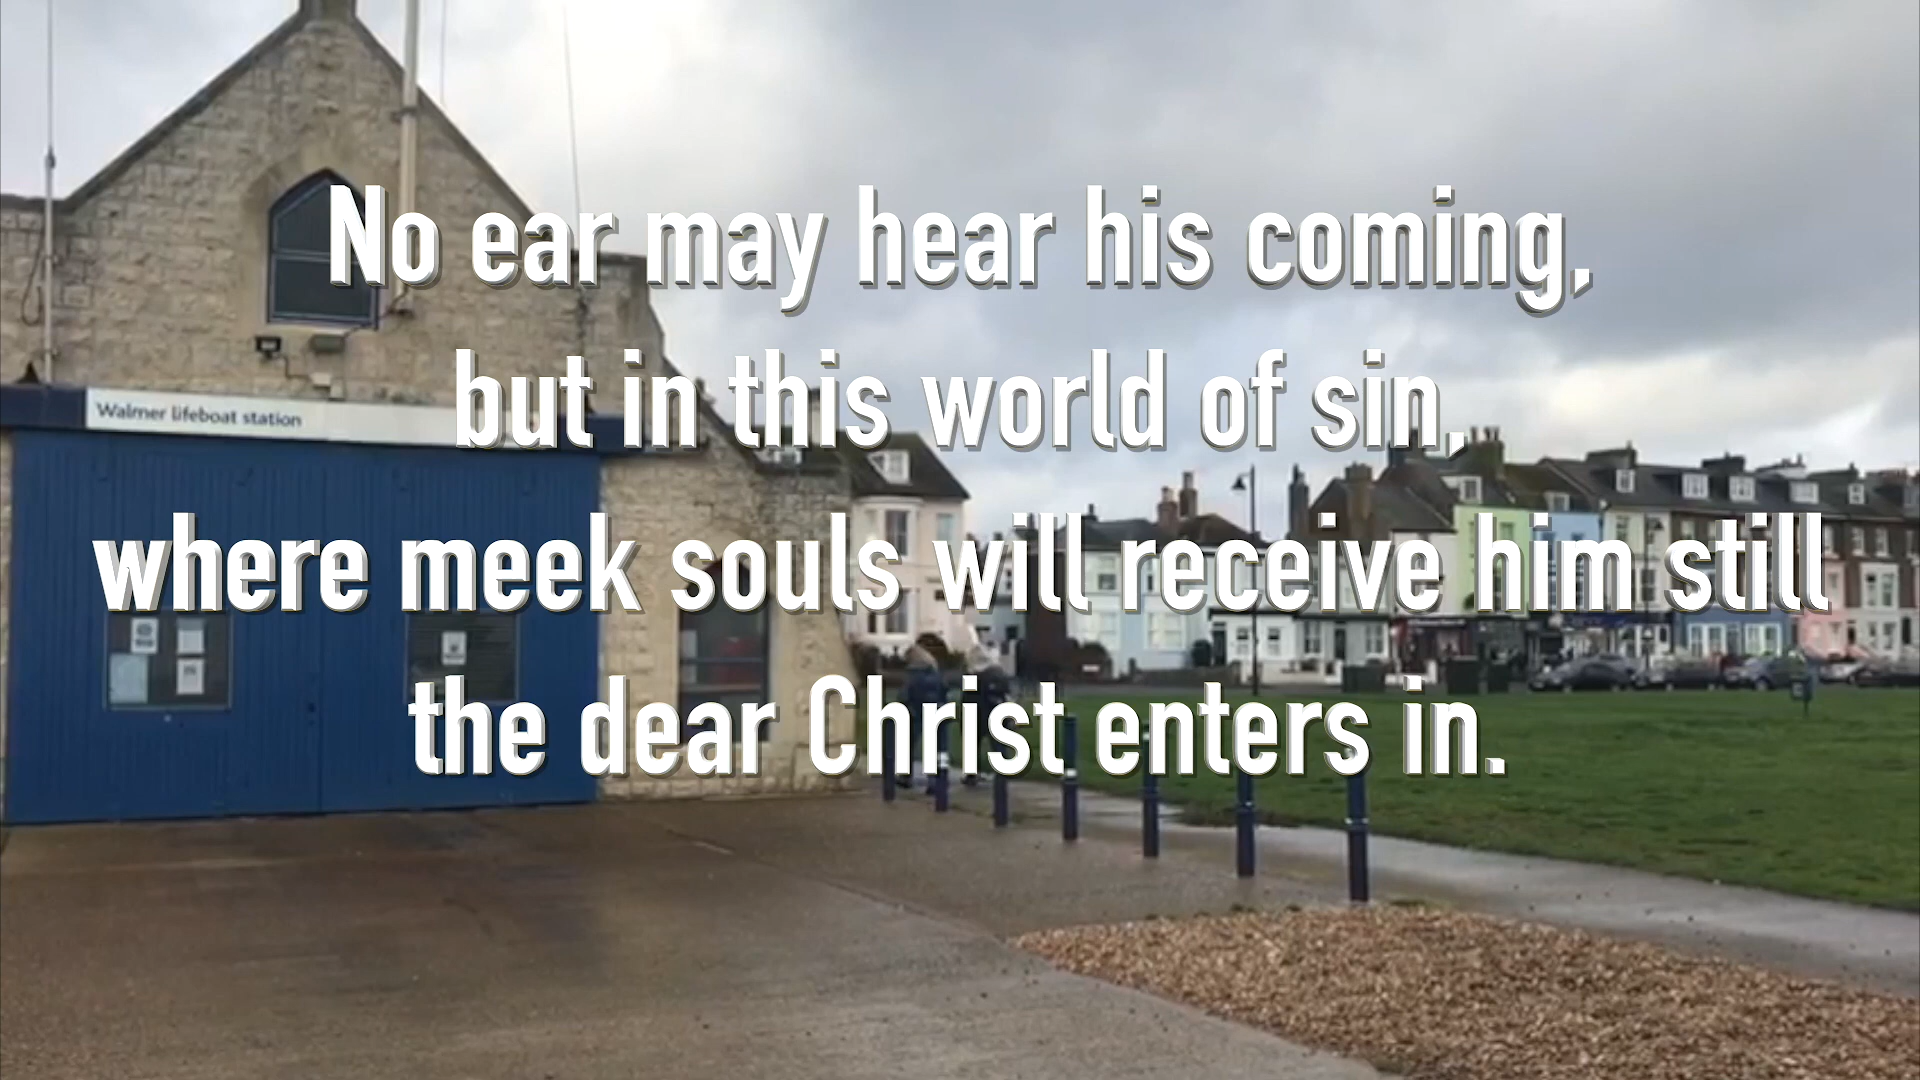 No ear may hear his coming,
but in this world of sin,
Walmer lifeboat station
where meek souls will receive him still
the dear Christ enters in.